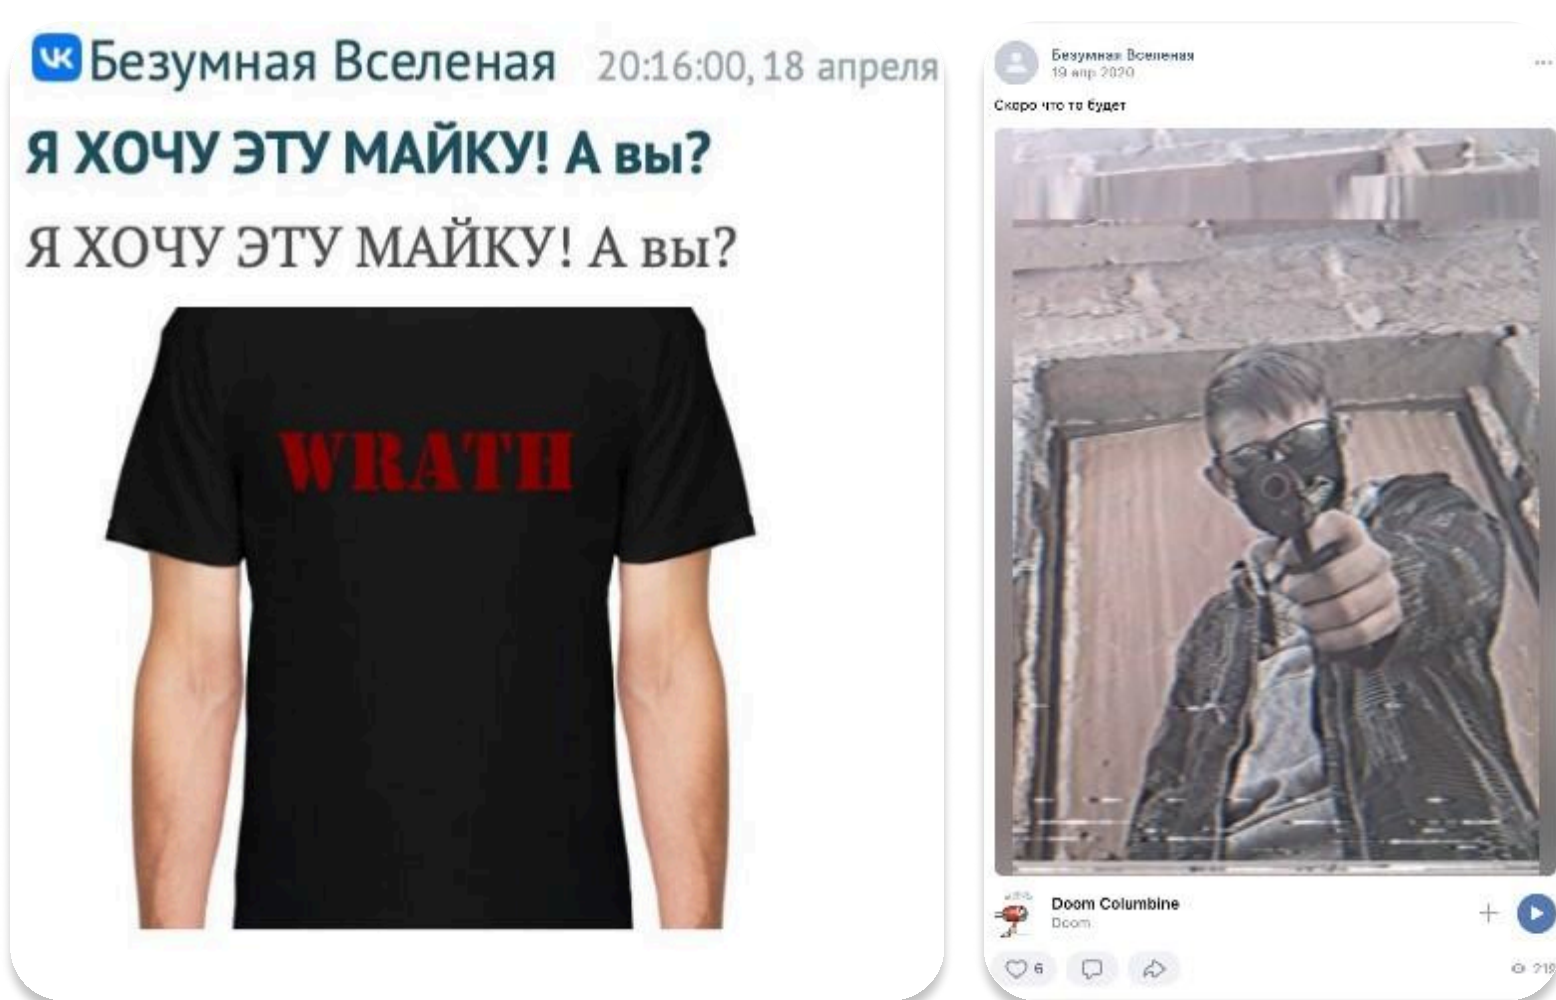 Безумная Вселеная 20:16:00, 18 апреля
Я ХОЧУ ЭТУ МАЙКУ! А вы?
Я ХОЧУ ЭТУ МАЙКУ! А вы?
WRATH
Безумная Вселеная
19 апр 2020
Скоро что то будет
Doom Columbine
Doom
6